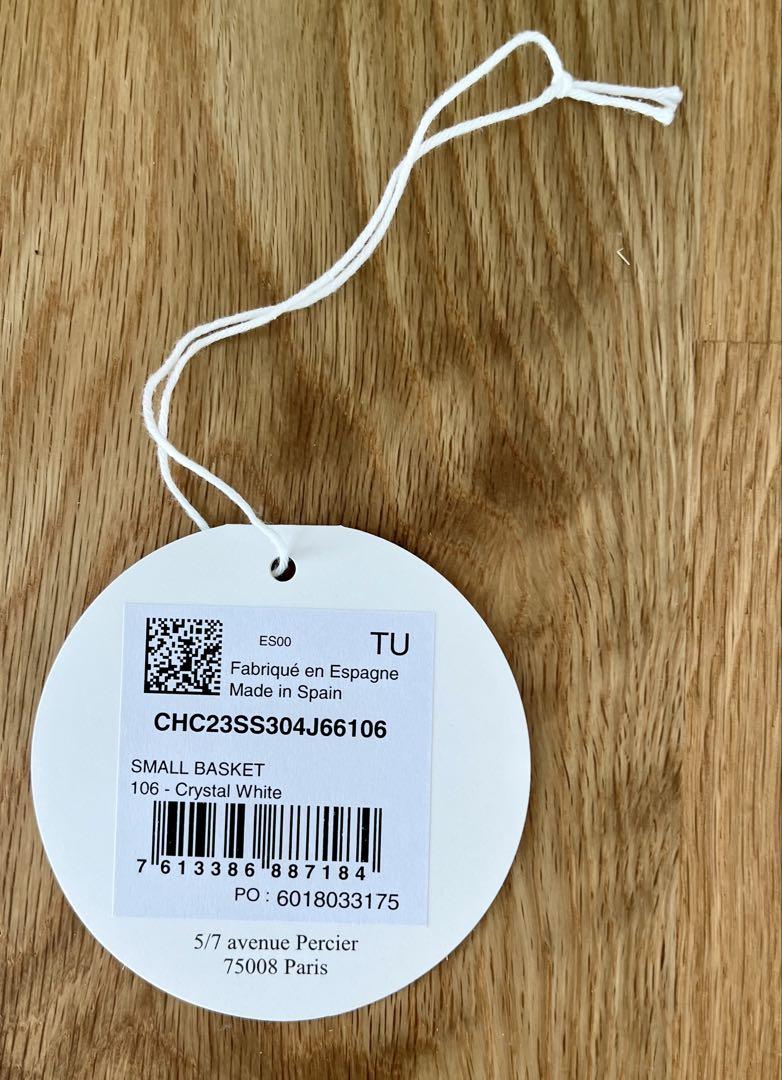 ES00
TU
Fabriqué en Espagne
Made in Spain
CHC23SS304J66106
SMALL BASKET
106 - Crystal White
7 613386 887184
PO : 6018033175
5/7 avenue Percier
75008 Paris